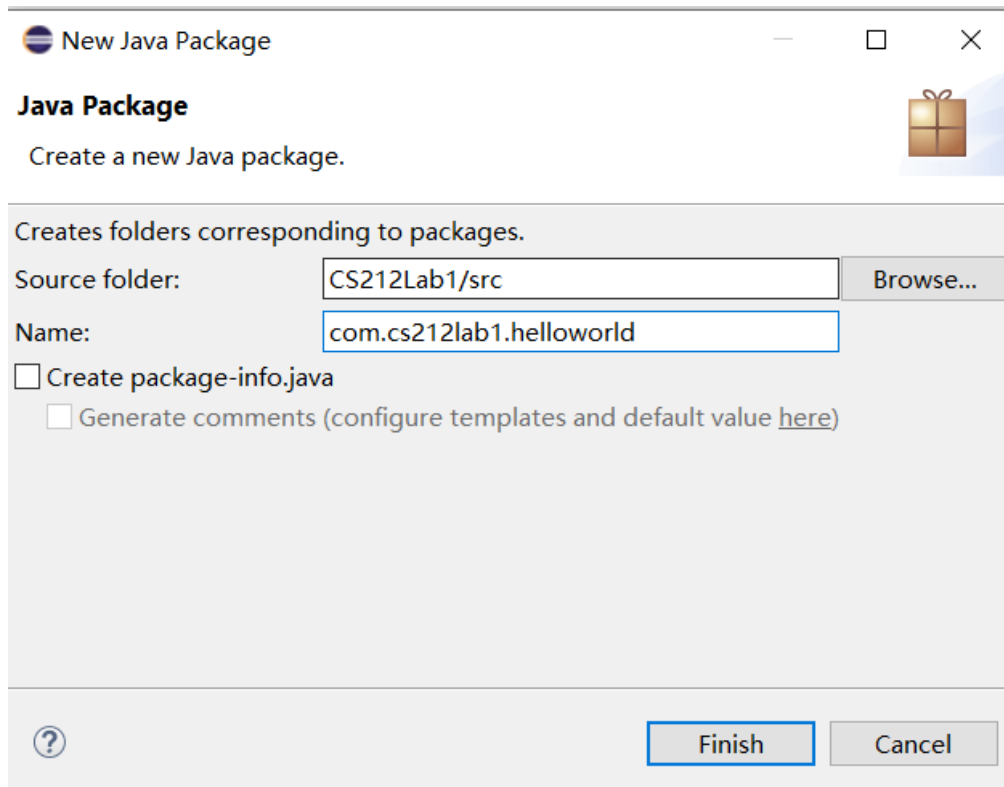 New Java Package
Java Package
Create a new Java package.
Creates folders corresponding to packages.
Source folder: CS212Lab1/src Browse...
Name: com.cs212lab1.helloworld
Create package-info.java
Generate comments (configure templates and default value here)
? Finish Cancel